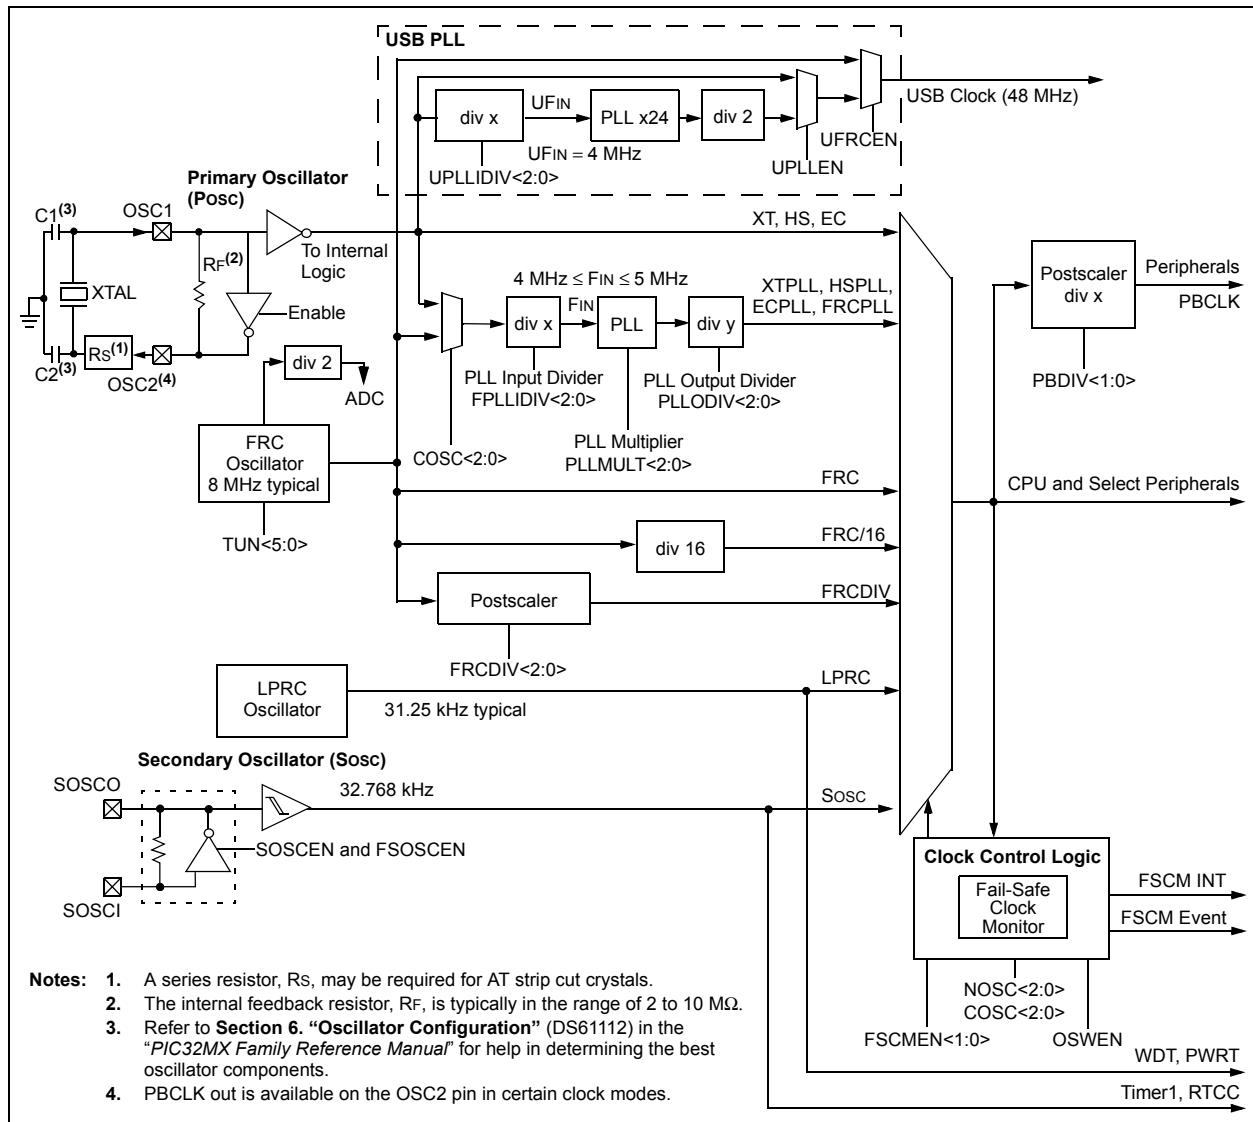 USB PLL
USB Clock (48 MHz)
div x
UFIN
PLL x24
div 2
UFIN = 4 MHz
UFRCEN
UPLLEN
UPLLIDIV<2:0>
Primary Oscillator
(POSC)
C1(3)
OSC1
XT, HS, EC
To Internal
Logic
RF(2)
XTAL
Enable
RS(1)
C2(3)
OSC2(4)
div 2
ADC
4 MHz ≤ FIN ≤ 5 MHz
FIN
div x
PLL
div y
XTPLL, HSPLL,
ECPLL, FRCPLL
Postscaler
div x
Peripherals
PBCLK
PBDIV<1:0>
PLL Input Divider
FPLLIDIV<2:0>
PLL Output Divider
PLLODIV<2:0>
PLL Multiplier
PLLMULT<2:0>
COSC<2:0>
FRC
Oscillator
8 MHz typical
TUN<5:0>
FRC
CPU and Select Peripherals
div 16
FRC/16
Postscaler
FRCDIV
FRCDIV<2:0>
LPRC
Oscillator
31.25 kHz typical
LPRC
Secondary Oscillator (SOSC)
SOSCO
32.768 kHz
SOSC
SOSCEN and FSOSCEN
SOSCI
Clock Control Logic
Fail-Safe
Clock
Monitor
FSCM INT
FSCM Event
NOSC<2:0>
COSC<2:0>
FSCMEN<1:0>
OSWEN
WDT, PWRT
Timer1, RTCC
Notes: 1. A series resistor, RS, may be required for AT strip cut crystals.
2. The internal feedback resistor, RF, is typically in the range of 2 to 10 MΩ.
3. Refer to Section 6. “Oscillator Configuration” (DS61112) in the
“PIC32MX Family Reference Manual” for help in determining the best
oscillator components.
4. PBCLK out is available on the OSC2 pin in certain clock modes.